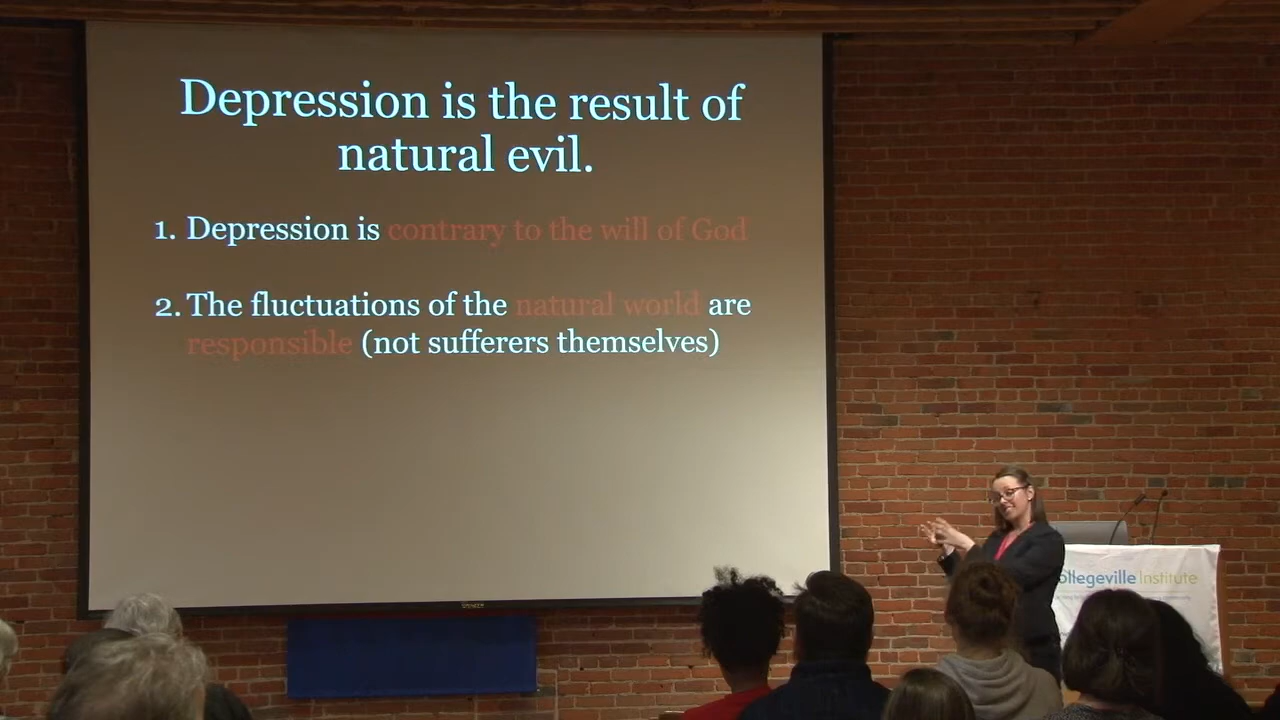 Depression is the result of
natural evil.
1. Depression is contrary to the will of God
2. The fluctuations of the natural world are
responsible (not sufferers themselves)
ollegeville Institute